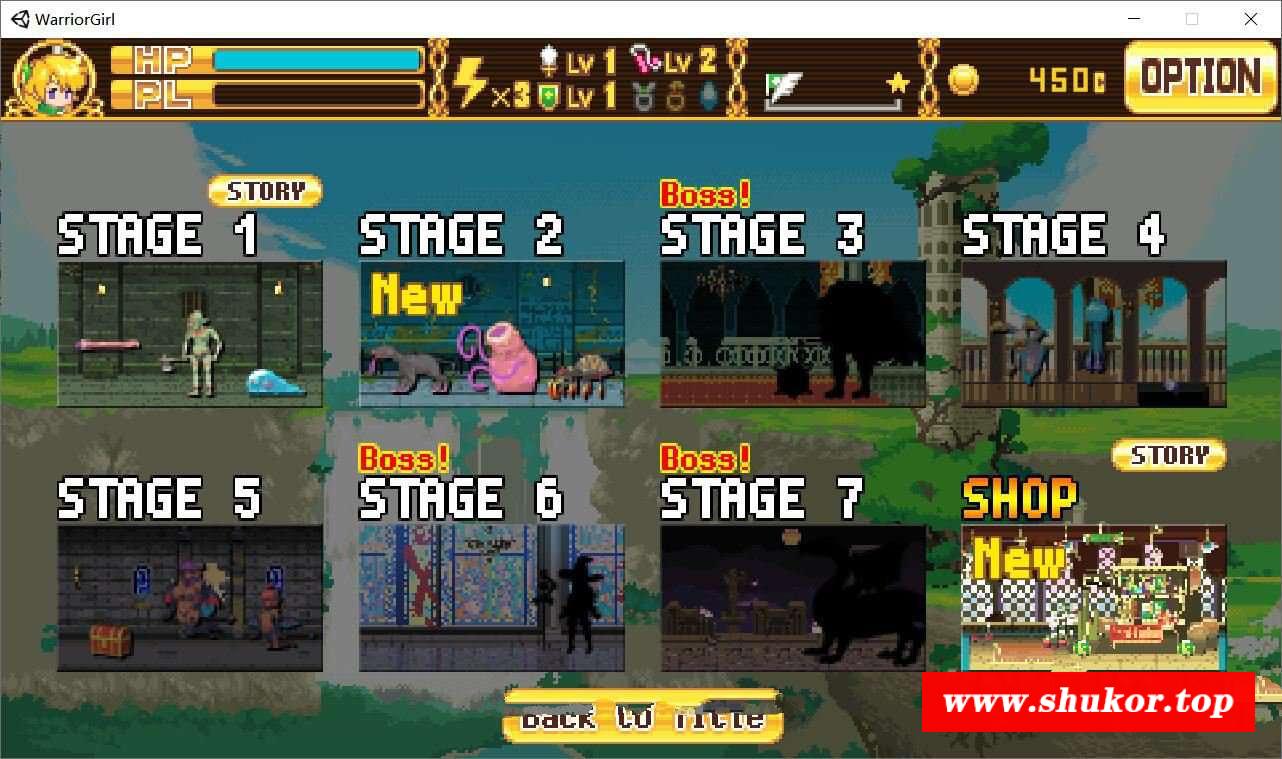 WarriorGirl
HP
Lv 1
Lv 2
PL
×3
Lv 1
450c
OPTION
STORY
Boss!
STAGE 1
STAGE 2
STAGE 3
STAGE 4
New
Boss!
Boss!
STORY
STAGE 5
STAGE 6
STAGE 7
SHOP
New
www.shukor.top
Back to Title